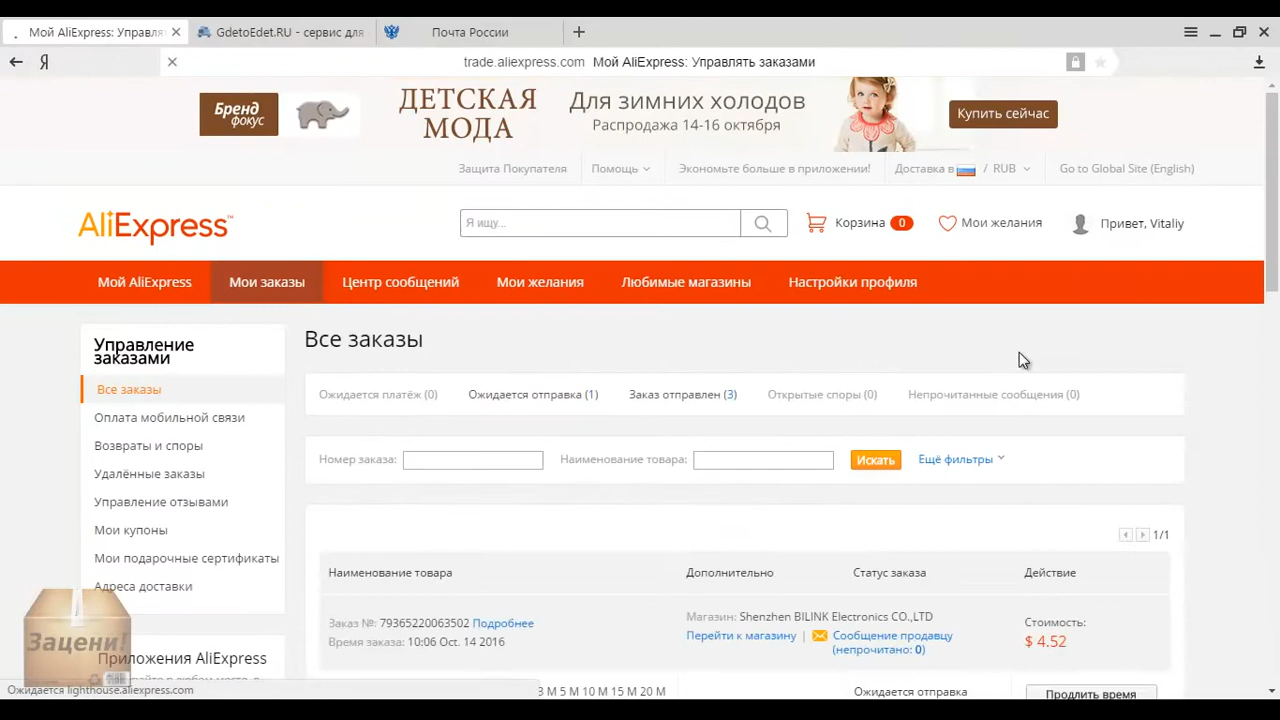 Мой AliExpress: Управля
GdetoEdet.RU - сервис для
Почта России
Я
trade.aliexpress.com Мой AliExpress: Управлять заказами
Бренд фокус
ДЕТСКАЯ МОДА
Для зимних холодов
Распродажа 14-16 октября
Купить сейчас
Защита Покупателя
Помощь
Экономьте больше в приложении!
Доставка в / RUB
Go to Global Site (English)
AliExpress™
Я ищу...
Корзина 0
Мои желания
Привет, Vitaliy
Мой AliExpress
Мои заказы
Центр сообщений
Мои желания
Любимые магазины
Настройки профиля
Управление заказами
Все заказы
Оплата мобильной связи
Возвраты и споры
Удалённые заказы
Управление отзывами
Мои купоны
Мои подарочные сертификаты
Адреса доставки
Приложения AliExpress
Зацени!
Ожидается lighthouse.aliexpress.com
Все заказы
Ожидается платёж (0)
Ожидается отправка (1)
Заказ отправлен (3)
Открытые споры (0)
Непрочитанные сообщения (0)
Номер заказа:
Наименование товара:
Искать
Ещё фильтры
1/1
Наименование товара
Дополнительно
Статус заказа
Действие
Заказ №: 79365220063502 Подробнее
Время заказа: 10:06 Oct. 14 2016
Магазин: Shenzhen BILINK Electronics CO.,LTD
Перейти к магазину | Сообщение продавцу
(непрочитано: 0)
Стоимость:
$ 4.52
3 M 5 M 10 M 15 M 20 M
Ожидается отправка
Продлить время